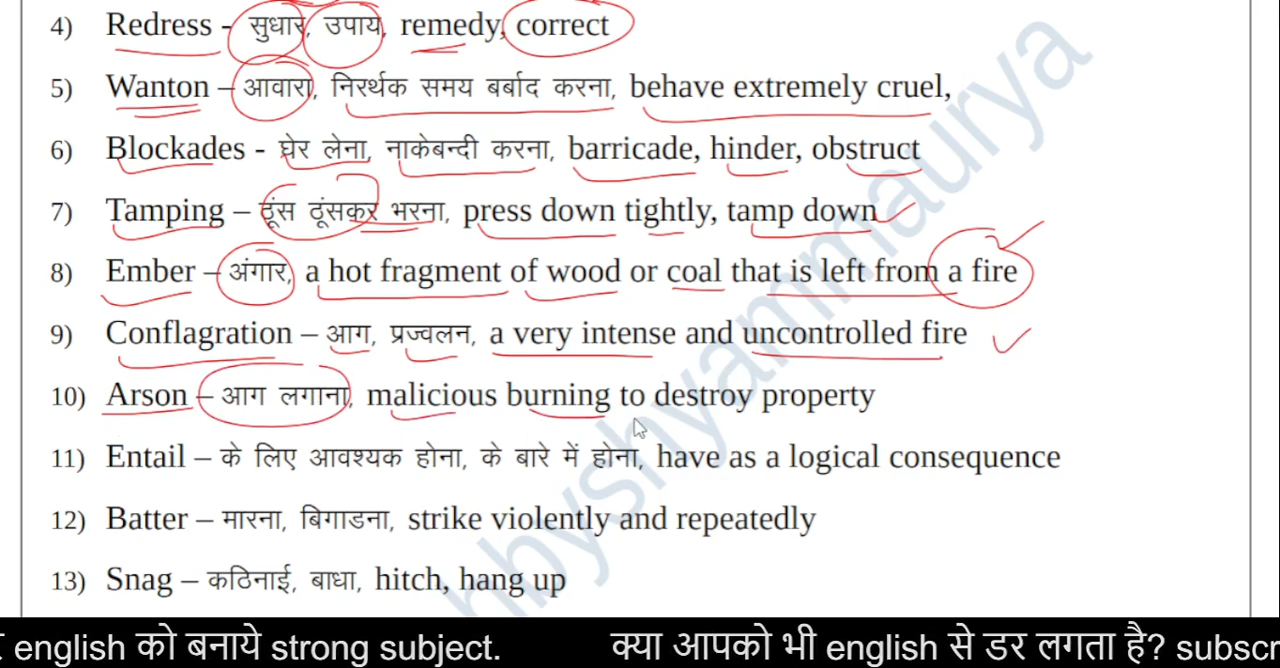 4) Redress - सुधार, उपाय, remedy, correct
5) Wanton – आवारा, निरर्थक समय बर्बाद करना, behave extremely cruel,
6) Blockades - घेर लेना, नाकेबन्दी करना, barricade, hinder, obstruct
7) Tamping – ठूंस ठूंसकर भरना, press down tightly, tamp down
8) Ember – अंगार, a hot fragment of wood or coal that is left from a fire
9) Conflagration – आग, प्रज्वलन, a very intense and uncontrolled fire
10) Arson – आग लगाना, malicious burning to destroy property
11) Entail – के लिए आवश्यक होना, के बारे में होना, have as a logical consequence
12) Batter – मारना, बिगाडना, strike violently and repeatedly
13) Snag – कठिनाई, बाधा, hitch, hang up
hbyshyammaurya
english को बनाये strong subject. क्या आपको भी english से डर लगता है? subscr